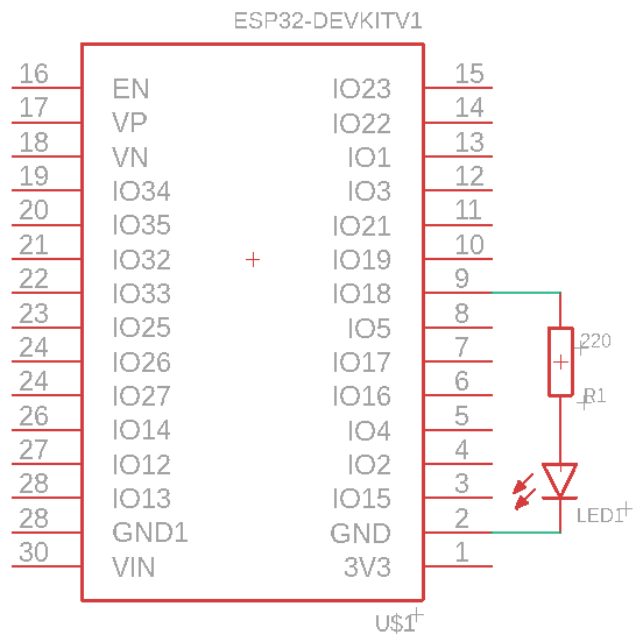 ESP32-DEVKITV1
16 EN IO23 15
17 VP IO22 14
18 VN IO1 13
19 IO34 IO3 12
20 IO35 IO21 11
21 IO32 IO19 10
22 IO33 IO18 9
23 IO25 IO5 8
24 IO26 IO17 7
24 IO27 IO16 6
26 IO14 IO4 5
27 IO12 IO2 4
28 IO13 IO15 3
28 GND1 GND 2
30 VIN 3V3 1
220
R1
LED1
U$1